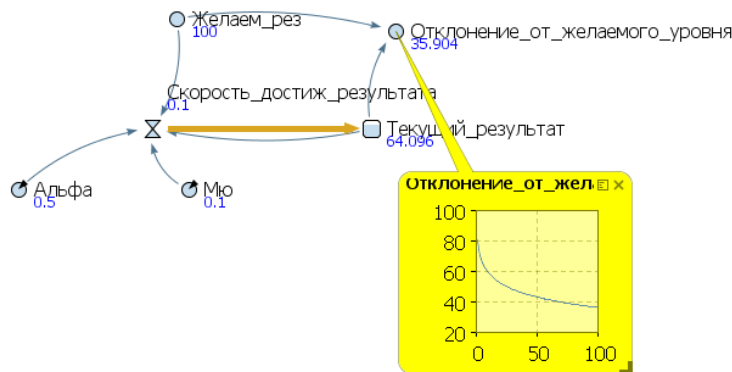 Желаем_рез
100
Отклонение_от_желаемого_уровня
35.904
Скорость_достиж_результата
0.1
Текущий_результат
64.096
Альфа
0.5
Мю
0.1
Отклонение_от_жела
100
80
60
40
20
0 50 100